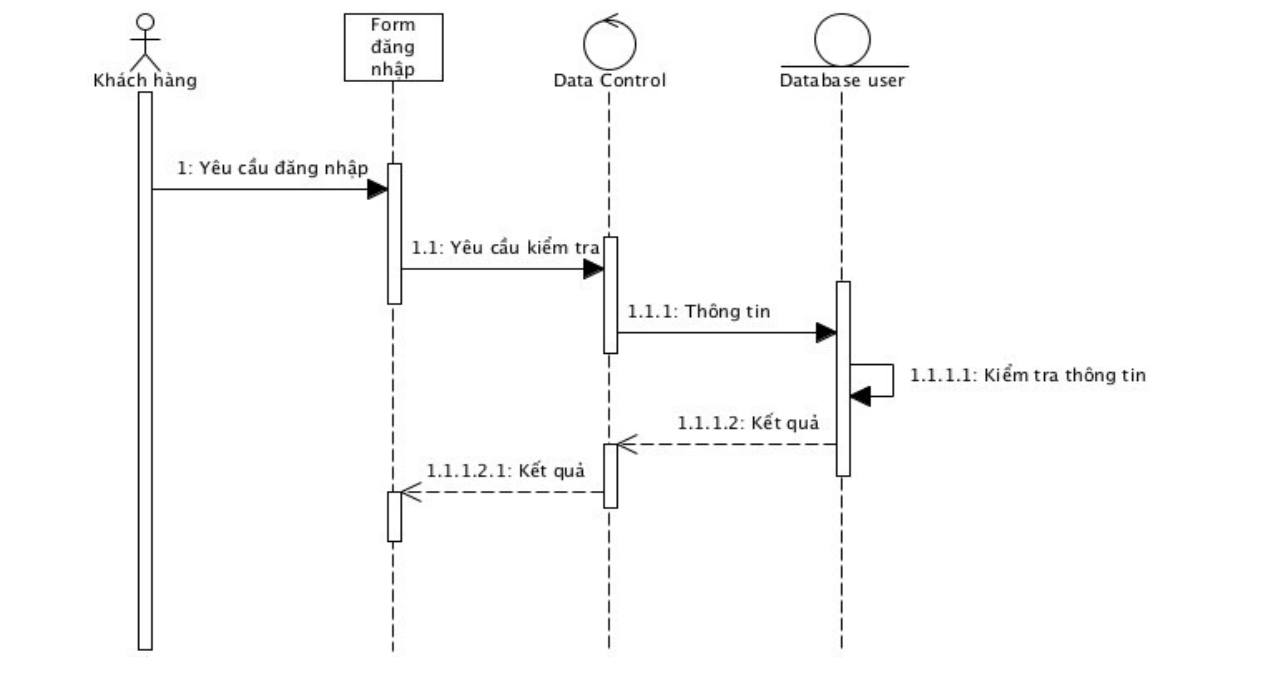 Form
đăng
nhập
Khách hàng
Data Control
Database user
1: Yêu cầu đăng nhập
1.1: Yêu cầu kiểm tra
1.1.1: Thông tin
1.1.1.1: Kiểm tra thông tin
1.1.1.2: Kết quả
1.1.1.2.1: Kết quả